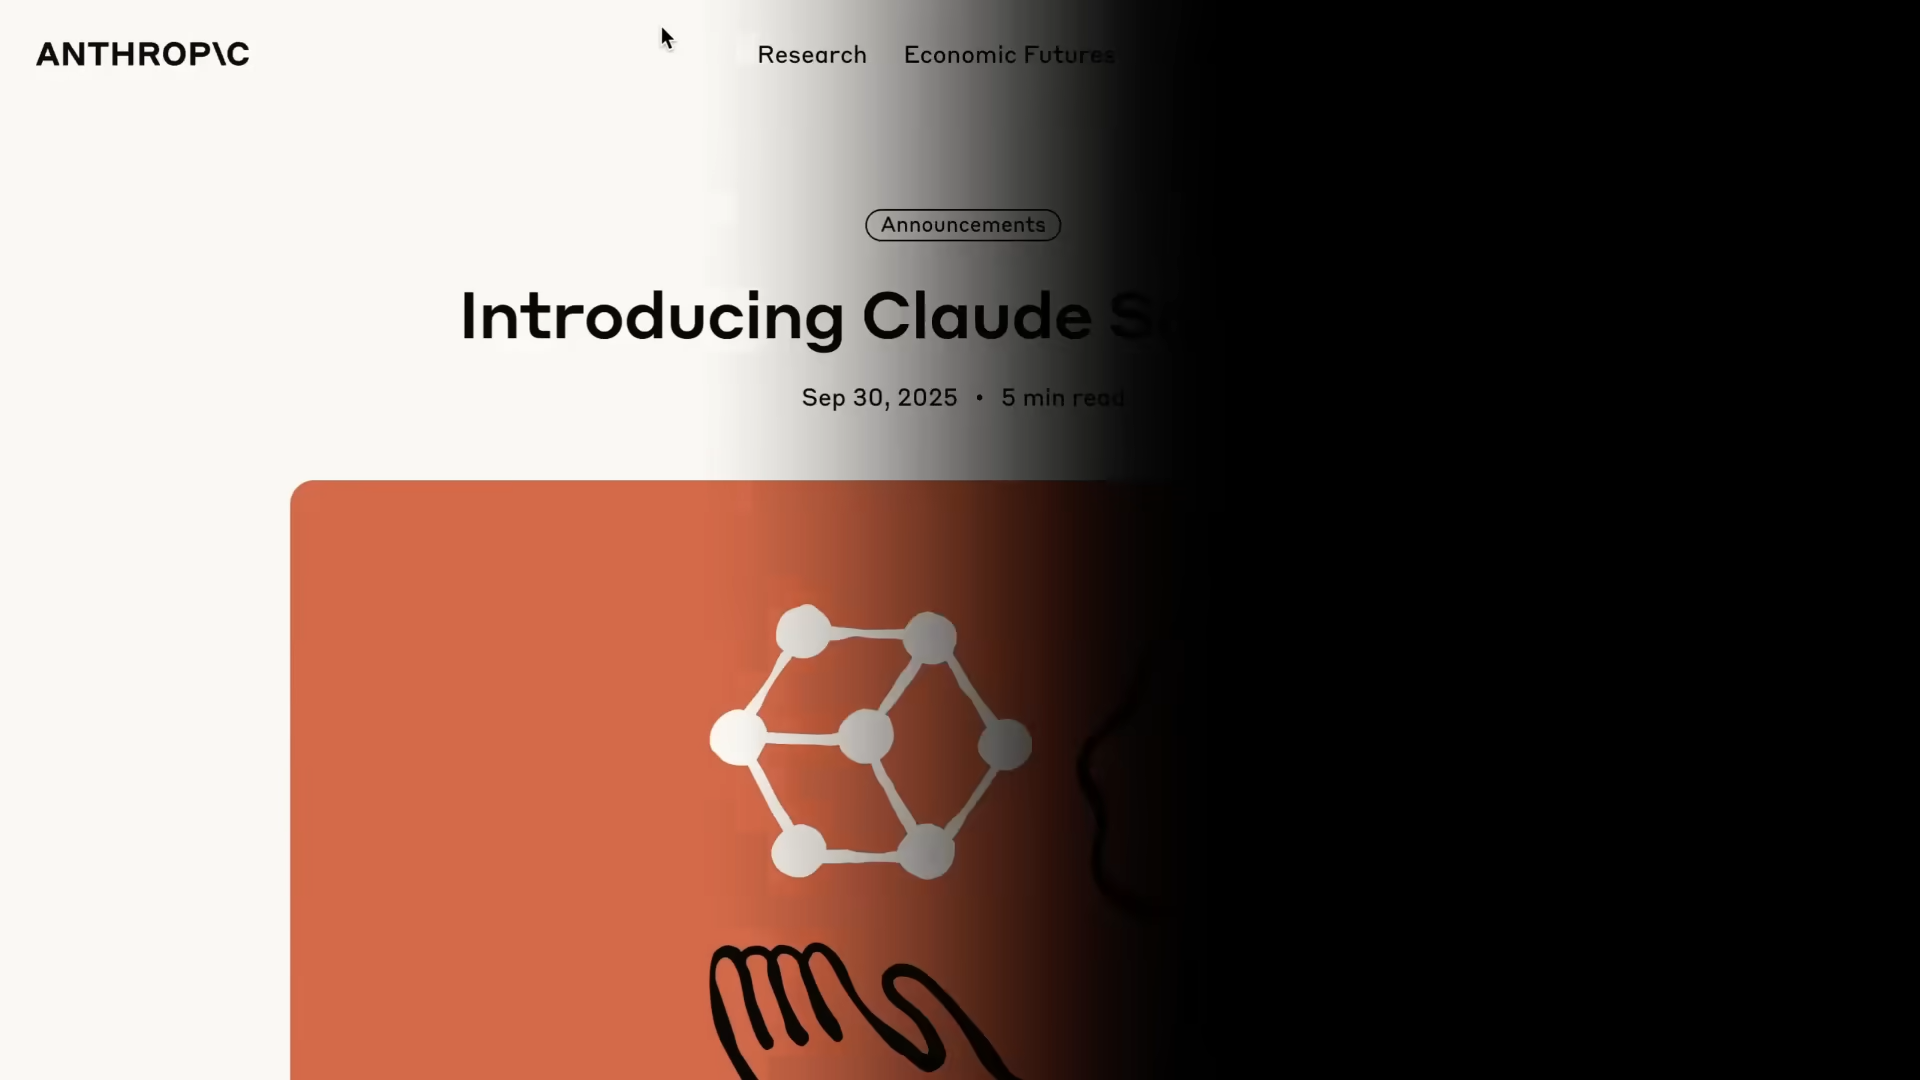 ANTHROP\C
Research
Economic Futures
Announcements
Introducing Claude
Sep 30, 2025 • 5 min read